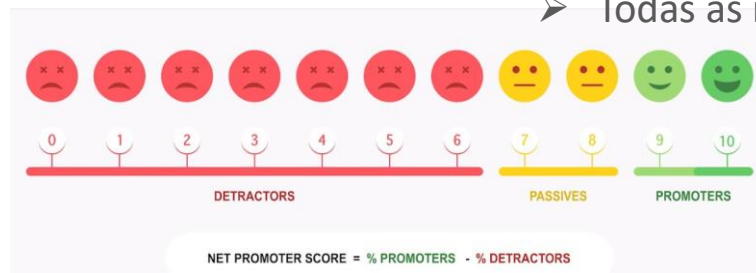 ➤ Todas as
0 1 2 3 4 5 6 7 8 9 10
DETRACTORS PASSIVES PROMOTERS
NET PROMOTER SCORE = % PROMOTERS - % DETRACTORS